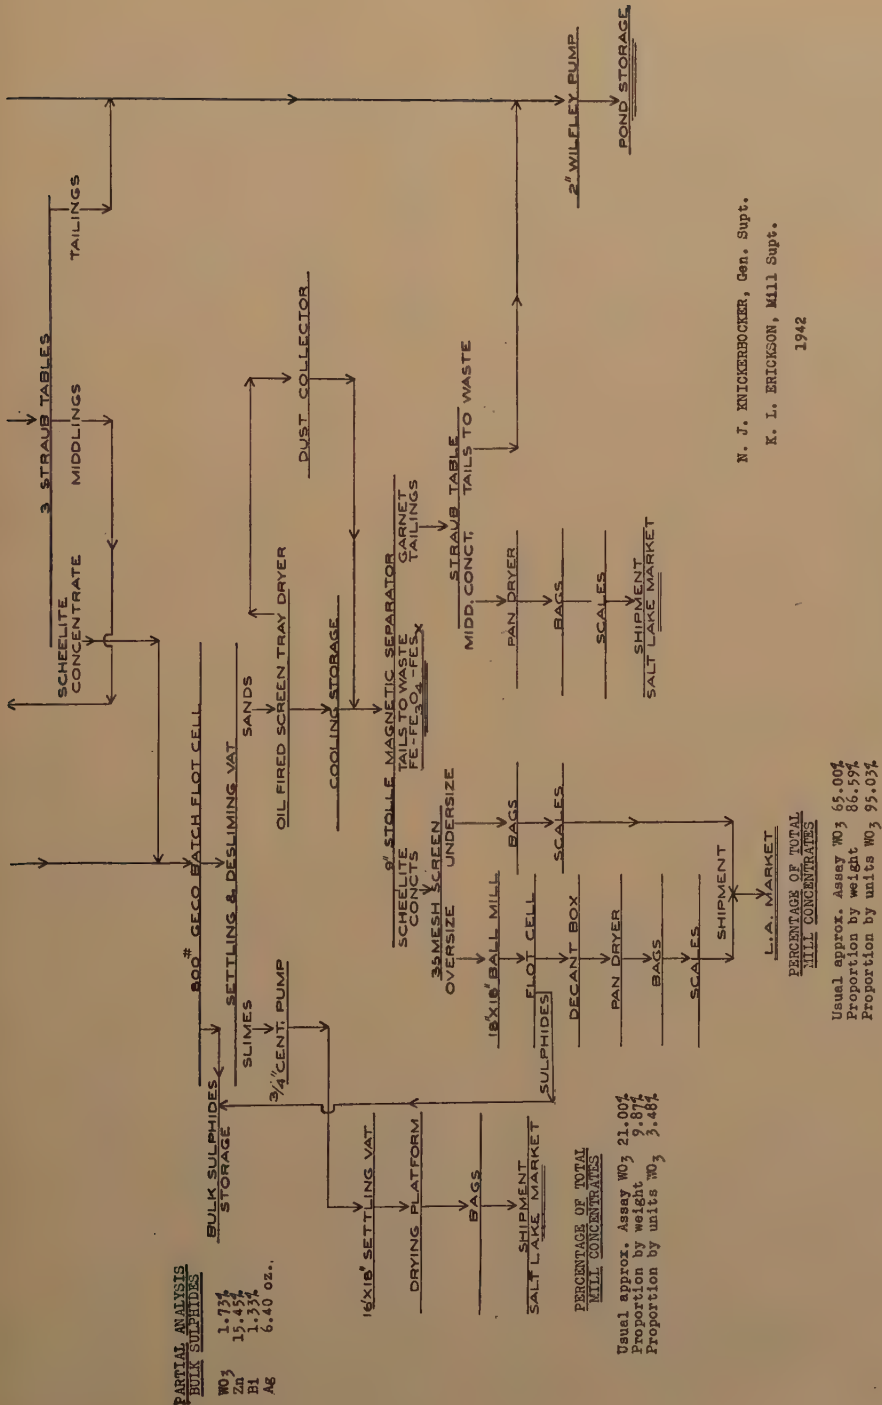 3 STRAUB TABLES
SCHEELITE
CONCENTRATE
MIDDLINGS
TAILINGS
800# GECO BATCH FLOT CELL
BULK SULPHIDES
STORAGE
SETTLING & DESLIMING VAT
SLIMES
SANDS
3/4" CENT. PUMP
OIL FIRED SCREEN TRAY DRYER
DUST COLLECTOR
COOLING STORAGE
9" STOLLE MAGNETIC SEPARATOR
SCHEELITE
CONCTS
TAILS TO WASTE
FE-FE3O4-FESX
GARNET
TAILINGS
35 MESH SCREEN
OVERSIZE UNDERSIZE
STRAUB TABLE
MIDD. CONCT. TAILS TO WASTE
2" WILFLEY PUMP
POND STORAGE
16'X18' SETTLING VAT
DRYING PLATFORM
BAGS
SHIPMENT
SALT LAKE MARKET
18"X18" BALL MILL
FLOT CELL
SULPHIDES
DECANT BOX
PAN DRYER
BAGS
SCALES
BAGS
SCALES
SHIPMENT
L.A. MARKET
PAN DRYER
BAGS
SCALES
SHIPMENT
SALT LAKE MARKET
PARTIAL ANALYSIS
BULK SULPHIDES
WO3 1.73%
Zn 15.45%
Bi 1.33%
Ag 6.40 oz.
PERCENTAGE OF TOTAL
MILL CONCENTRATES
Usual approx. Assay WO3 21.00%
Proportion by weight 9.87%
Proportion by units WO3 3.48%
PERCENTAGE OF TOTAL
MILL CONCENTRATES
Usual approx. Assay WO3 65.00%
Proportion by weight 86.59%
Proportion by units WO3 95.03%
N. J. KNICKERBOCKER, Gen. Supt.
K. L. ERICKSON, Mill Supt.
1942